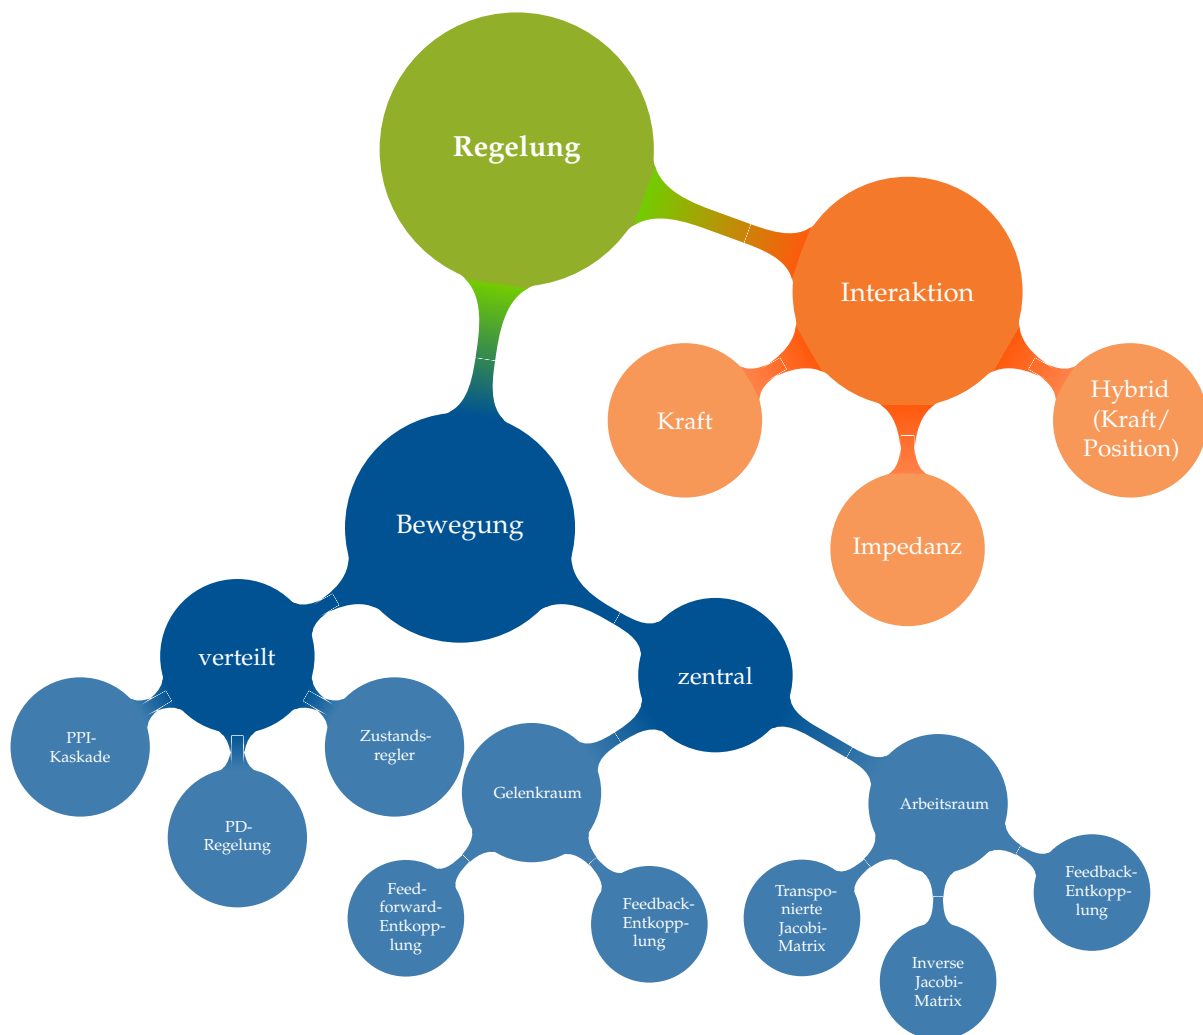 Regelung
Interaktion
Kraft
Hybrid
(Kraft/
Position)
Impedanz
Bewegung
verteilt
zentral
PPI-
Kaskade
Zustands-
regler
PD-
Regelung
Gelenkraum
Arbeitsraum
Feed-
forward-
Entkopp-
lung
Feedback-
Entkopp-
lung
Transpo-
nierte
Jacobi-
Matrix
Inverse
Jacobi-
Matrix
Feedback-
Entkopp-
lung